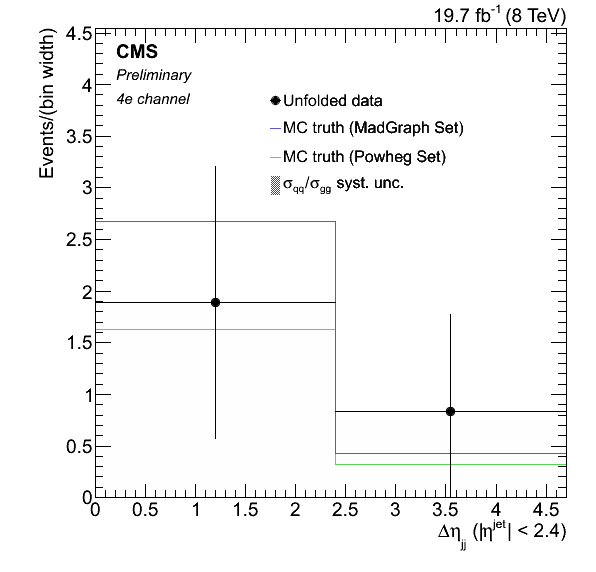 19.7 fb⁻¹ (8 TeV)
CMS
Preliminary
4e channel
Unfolded data
MC truth (MadGraph Set)
MC truth (Powheg Set)
σqq/σgg syst. unc.
Events/(bin width)
4.5
4
3.5
3
2.5
2
1.5
1
0.5
0
0 0.5 1 1.5 2 2.5 3 3.5 4 4.5
Δηjj (|ηʲᵉᵗ| < 2.4)